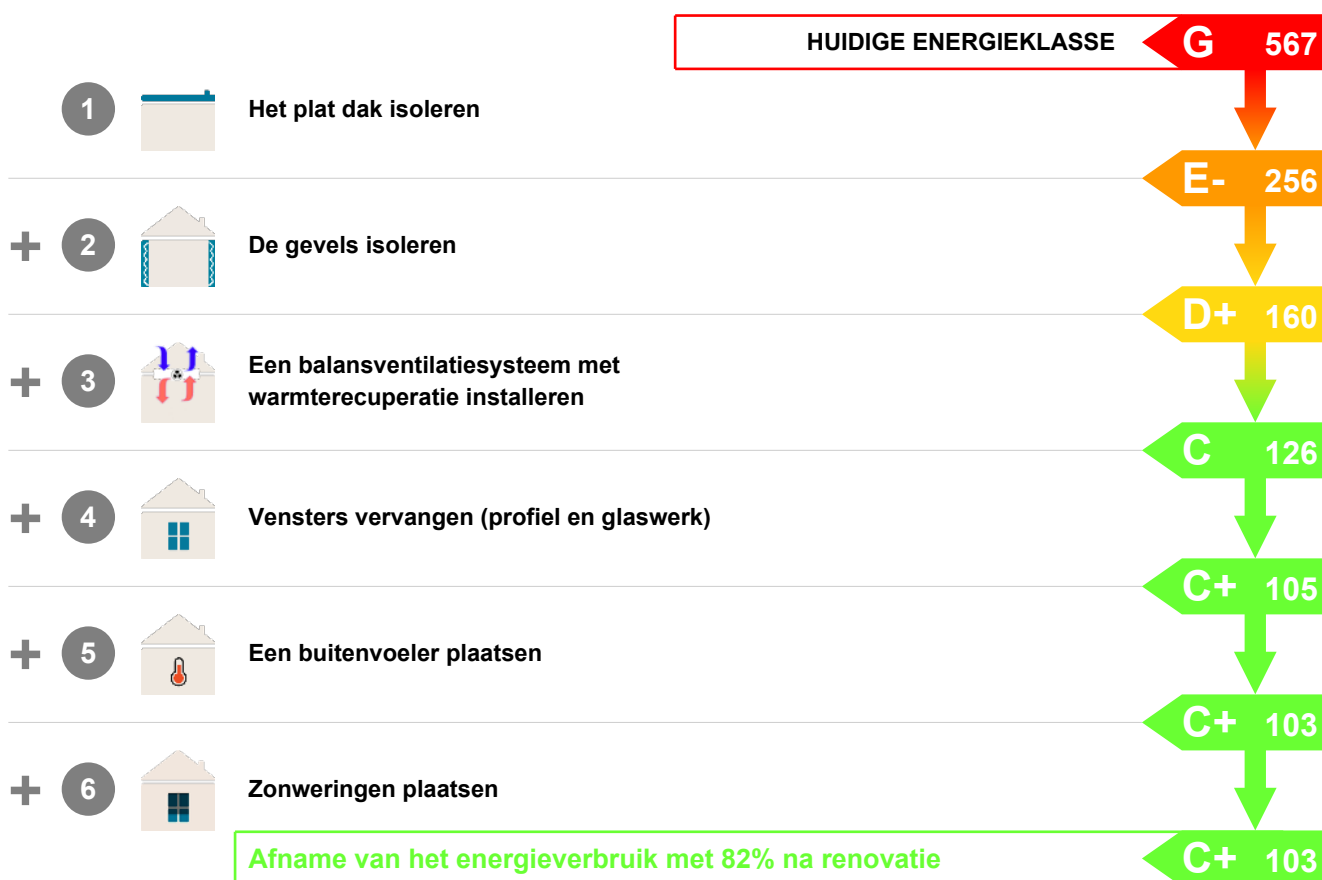 HUIDIGE ENERGIEKLASSE G 567
1 Het plat dak isoleren
E- 256
+ 2 De gevels isoleren
D+ 160
+ 3 Een balansventilatiesysteem met
warmterecuperatie installeren
C 126
+ 4 Vensters vervangen (profiel en glaswerk)
C+ 105
+ 5 Een buitenvoeler plaatsen
C+ 103
+ 6 Zonweringen plaatsen
Afname van het energieverbruik met 82% na renovatie C+ 103